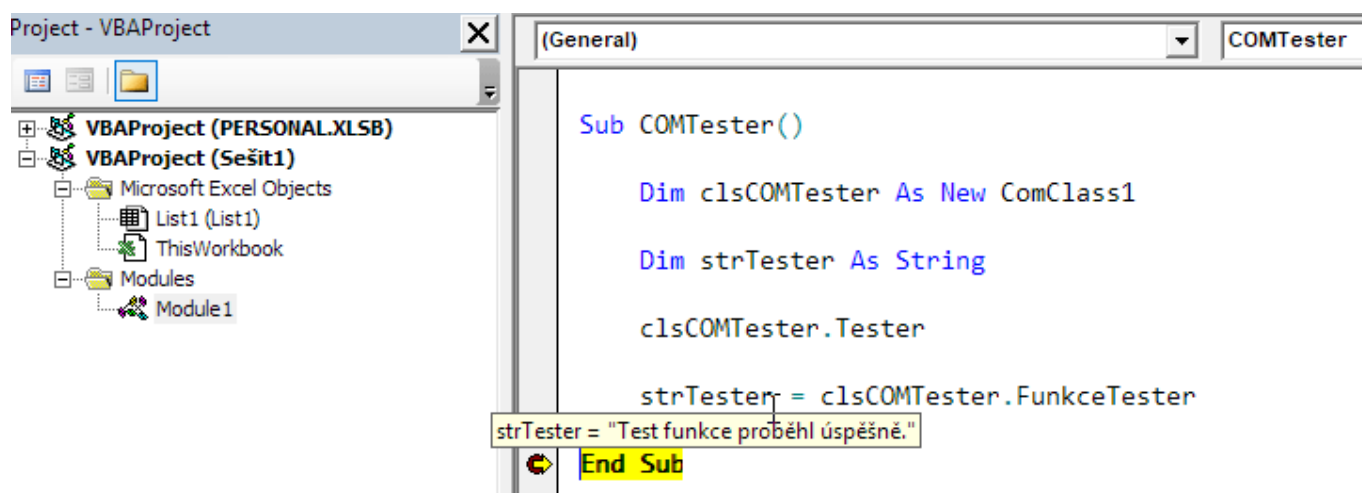 Project - VBAProject
VBAProject (PERSONAL.XLSB)
VBAProject (Sešit1)
Microsoft Excel Objects
List1 (List1)
ThisWorkbook
Modules
Module1
(General)
COMTester
Sub COMTester()
Dim clsCOMTester As New ComClass1
Dim strTester As String
clsCOMTester.Tester
strTester = clsCOMTester.FunkceTester
strTester = "Test funkce proběhl úspěšně."
End Sub